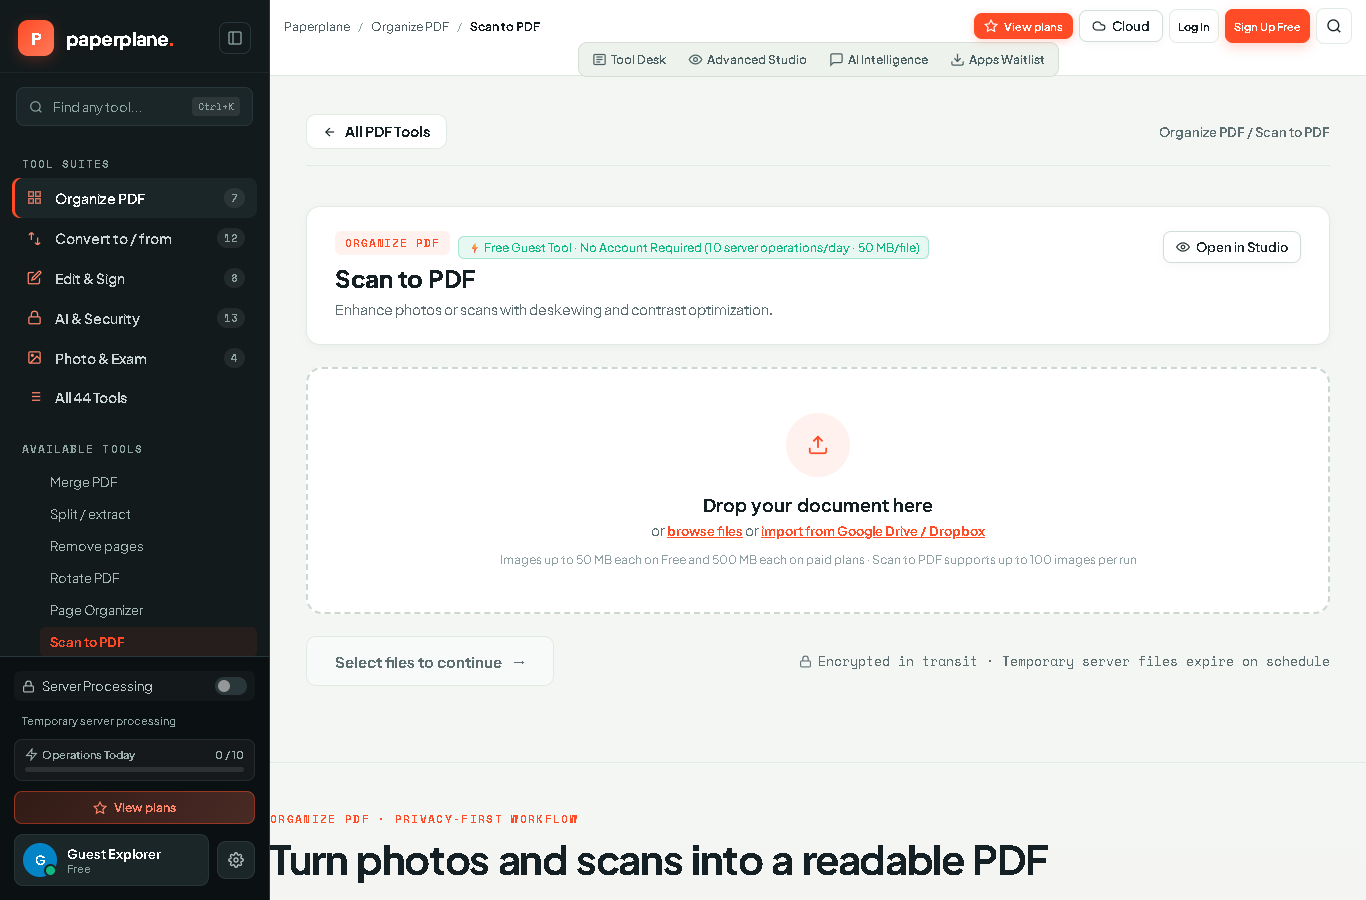 P paperplane.
Find any tool... Ctrl+K
TOOL SUITES
Organize PDF 7
Convert to / from 12
Edit & Sign 8
AI & Security 13
Photo & Exam 4
All 44 Tools
AVAILABLE TOOLS
Merge PDF
Split / extract
Remove pages
Rotate PDF
Page Organizer
Scan to PDF
Server Processing
Temporary server processing
Operations Today 0 / 10
View plans
G Guest Explorer
Free
Paperplane / Organize PDF / Scan to PDF
View plans Cloud Log In Sign Up Free
Tool Desk Advanced Studio AI Intelligence Apps Waitlist
← All PDF Tools
Organize PDF / Scan to PDF
ORGANIZE PDF Free Guest Tool · No Account Required (10 server operations/day · 50 MB/file)
Open in Studio
Scan to PDF
Enhance photos or scans with deskewing and contrast optimization.
Drop your document here
or browse files or import from Google Drive / Dropbox
Images up to 50 MB each on Free and 500 MB each on paid plans · Scan to PDF supports up to 100 images per run
Select files to continue →
Encrypted in transit · Temporary server files expire on schedule
ORGANIZE PDF · PRIVACY-FIRST WORKFLOW
Turn photos and scans into a readable PDF